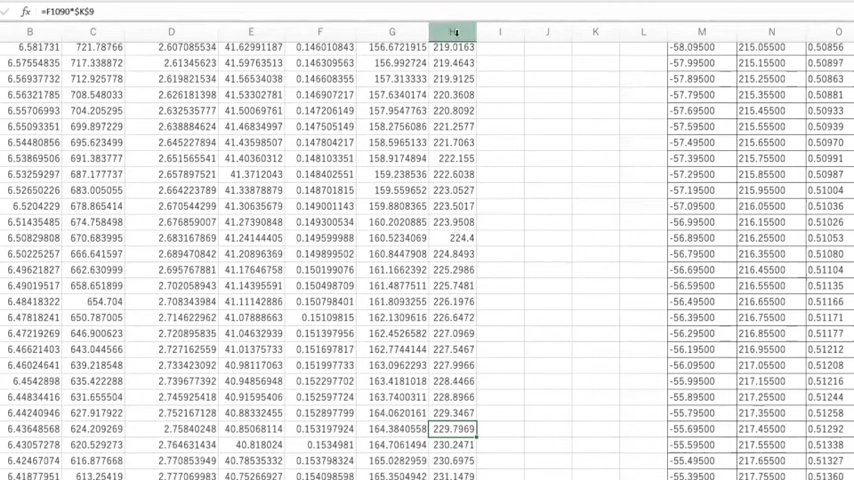 fx =F1090*$K$9
B C D E F G H I J K L M N O
6.581731 721.78766 2.607085534 41.62991187 0.146010843 156.6721915 219.0163 -58.09500 215.05500 0.50856
6.57554835 717.338872 2.61345623 41.59763513 0.146309563 156.992724 219.4643 -57.99500 215.15500 0.50897
6.56937732 712.925778 2.619821534 41.56534038 0.146608355 157.313333 219.9125 -57.89500 215.25500 0.50863
6.56321785 708.548033 2.626181398 41.53302781 0.146907217 157.6340174 220.3608 -57.79500 215.35500 0.50881
6.55706993 704.205295 2.632535777 41.50069761 0.147206149 157.9547763 220.8092 -57.69500 215.45500 0.50933
6.55093351 699.897229 2.638884624 41.46834997 0.147505149 158.2756086 221.2577 -57.59500 215.55500 0.50939
6.54480856 695.623499 2.645227894 41.43598507 0.147804217 158.5965133 221.7063 -57.49500 215.65500 0.50970
6.53869506 691.383777 2.651565541 41.40360312 0.148103351 158.9174894 222.155 -57.39500 215.75500 0.50991
6.53259297 687.177737 2.657897521 41.3712043 0.148402551 159.238536 222.6038 -57.29500 215.85500 0.50987
6.52650226 683.005055 2.664223789 41.33878879 0.148701815 159.559652 223.0527 -57.19500 215.95500 0.51004
6.5204229 678.865414 2.670544299 41.30635679 0.149001143 159.8808365 223.5017 -57.09500 216.05500 0.51036
6.51435485 674.758498 2.676859007 41.27390848 0.149300534 160.2020885 223.9508 -56.99500 216.15500 0.51026
6.50829808 670.683995 2.683167869 41.24144405 0.149599988 160.5234069 224.4 -56.89500 216.25500 0.51053
6.50225257 666.641597 2.689470842 41.20896369 0.149899502 160.8447908 224.8493 -56.79500 216.35500 0.51080
6.49621827 662.630999 2.695767881 41.17646758 0.150199076 161.1662392 225.2986 -56.69500 216.45500 0.51104
6.49019517 658.651899 2.702058943 41.14395591 0.150498709 161.4877511 225.7481 -56.59500 216.55500 0.51135
6.48418322 654.704 2.708343984 41.11142886 0.150798401 161.8093255 226.1976 -56.49500 216.65500 0.51166
6.47818241 650.787005 2.714622962 41.07888663 0.15109815 162.1309616 226.6472 -56.39500 216.75500 0.51171
6.47219269 646.900623 2.720895835 41.04632939 0.151397956 162.4526582 227.0969 -56.29500 216.85500 0.51177
6.46621403 643.044566 2.727162559 41.01375733 0.151697817 162.7744144 227.5467 -56.19500 216.95500 0.51212
6.46024641 639.218548 2.733423092 40.98117063 0.151997733 163.0962293 227.9966 -56.09500 217.05500 0.51208
6.4542898 635.422288 2.739677392 40.94856948 0.152297702 163.4181018 228.4466 -55.99500 217.15500 0.51216
6.44834416 631.655504 2.745925418 40.91595406 0.152597724 163.7400311 228.8966 -55.89500 217.25500 0.51234
6.44240946 627.917922 2.752167128 40.88332455 0.152897799 164.0620161 229.3467 -55.79500 217.35500 0.51258
6.43648568 624.209269 2.75840248 40.85068114 0.153197924 164.3840558 229.7969 -55.69500 217.45500 0.51292
6.43057278 620.529273 2.764631434 40.818024 0.1534981 164.7061494 230.2471 -55.59500 217.55500 0.51338
6.42467074 616.877668 2.770853949 40.78535332 0.153798324 165.0282959 230.6975 -55.49500 217.65500 0.51327
6.41877951 613.25419 2.777069983 40.75266927 0.154098598 165.3504942 231.1479 -55.39500 217.75500 0.51360